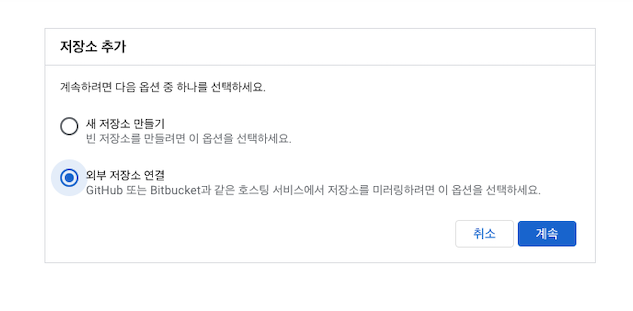 저장소 추가
계속하려면 다음 옵션 중 하나를 선택하세요.
새 저장소 만들기
빈 저장소를 만들려면 이 옵션을 선택하세요.
외부 저장소 연결
GitHub 또는 Bitbucket과 같은 호스팅 서비스에서 저장소를 미러링하려면 이 옵션을 선택하세요.
취소 계속